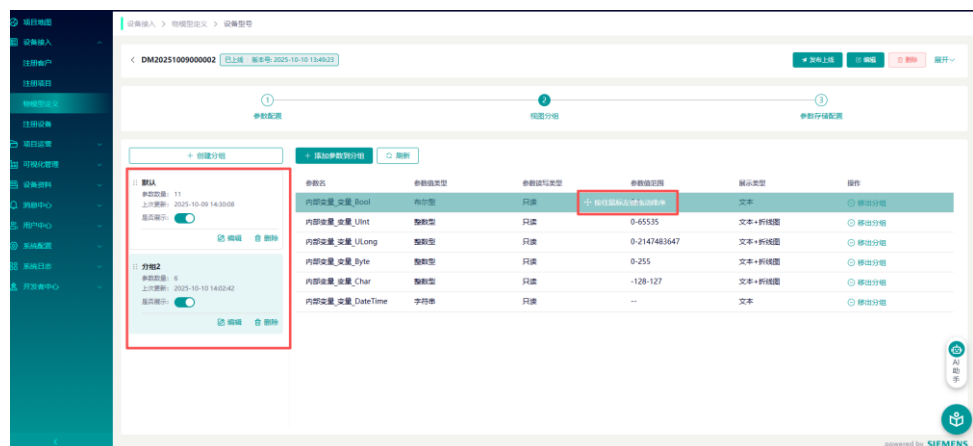 项目地图
设备接入
注册客户
注册项目
物模型定义
注册设备
项目运营
可视化管理
设备资料
消息中心
用户中心
系统配置
系统日志
开发者中心
设备接入 > 物模型定义 > 设备型号
DM20251009000002 已上线 版本号: 2025-10-10 13:49:23 发布上线 编辑 删除 展开
1 2 3
参数配置 视图分组 参数存储配置
+ 创建分组 + 添加参数到分组 刷新
默认
参数数量: 11
上次更新: 2025-10-09 14:30:08
是否展示:
编辑 删除
分组2
参数数量: 6
上次更新: 2025-10-10 14:02:42
是否展示:
编辑 删除
参数名 参数值类型 参数读写类型 参数值范围 展示类型 操作
内部变量_变量_Bool 布尔型 只读 按住鼠标左键 文本 移出分组
内部变量_变量_UInt 整数型 只读 0-65535 文本+折线图 移出分组
内部变量_变量_ULong 整数型 只读 0-2147483647 文本+折线图 移出分组
内部变量_变量_Byte 整数型 只读 0-255 文本+折线图 移出分组
内部变量_变量_Char 整数型 只读 -128-127 文本+折线图 移出分组
内部变量_变量_DateTime 字符串 只读 -- 文本 移出分组
AI
助
手
powered by SIEMENS